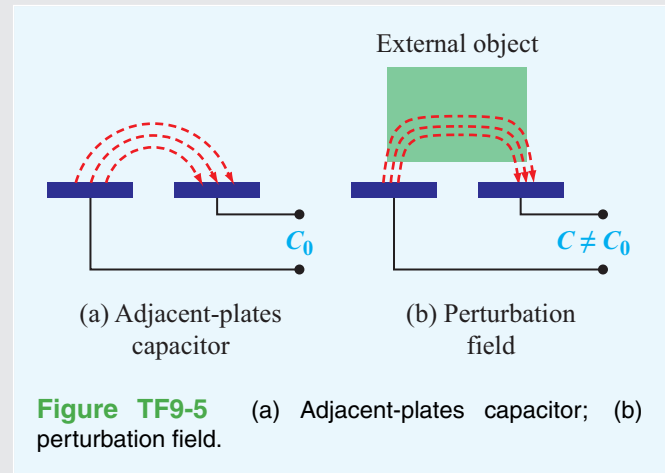 External object
C₀
C ≠ C₀
(a) Adjacent-plates
capacitor
(b) Perturbation
field
Figure TF9-5 (a) Adjacent-plates capacitor; (b)
perturbation field.